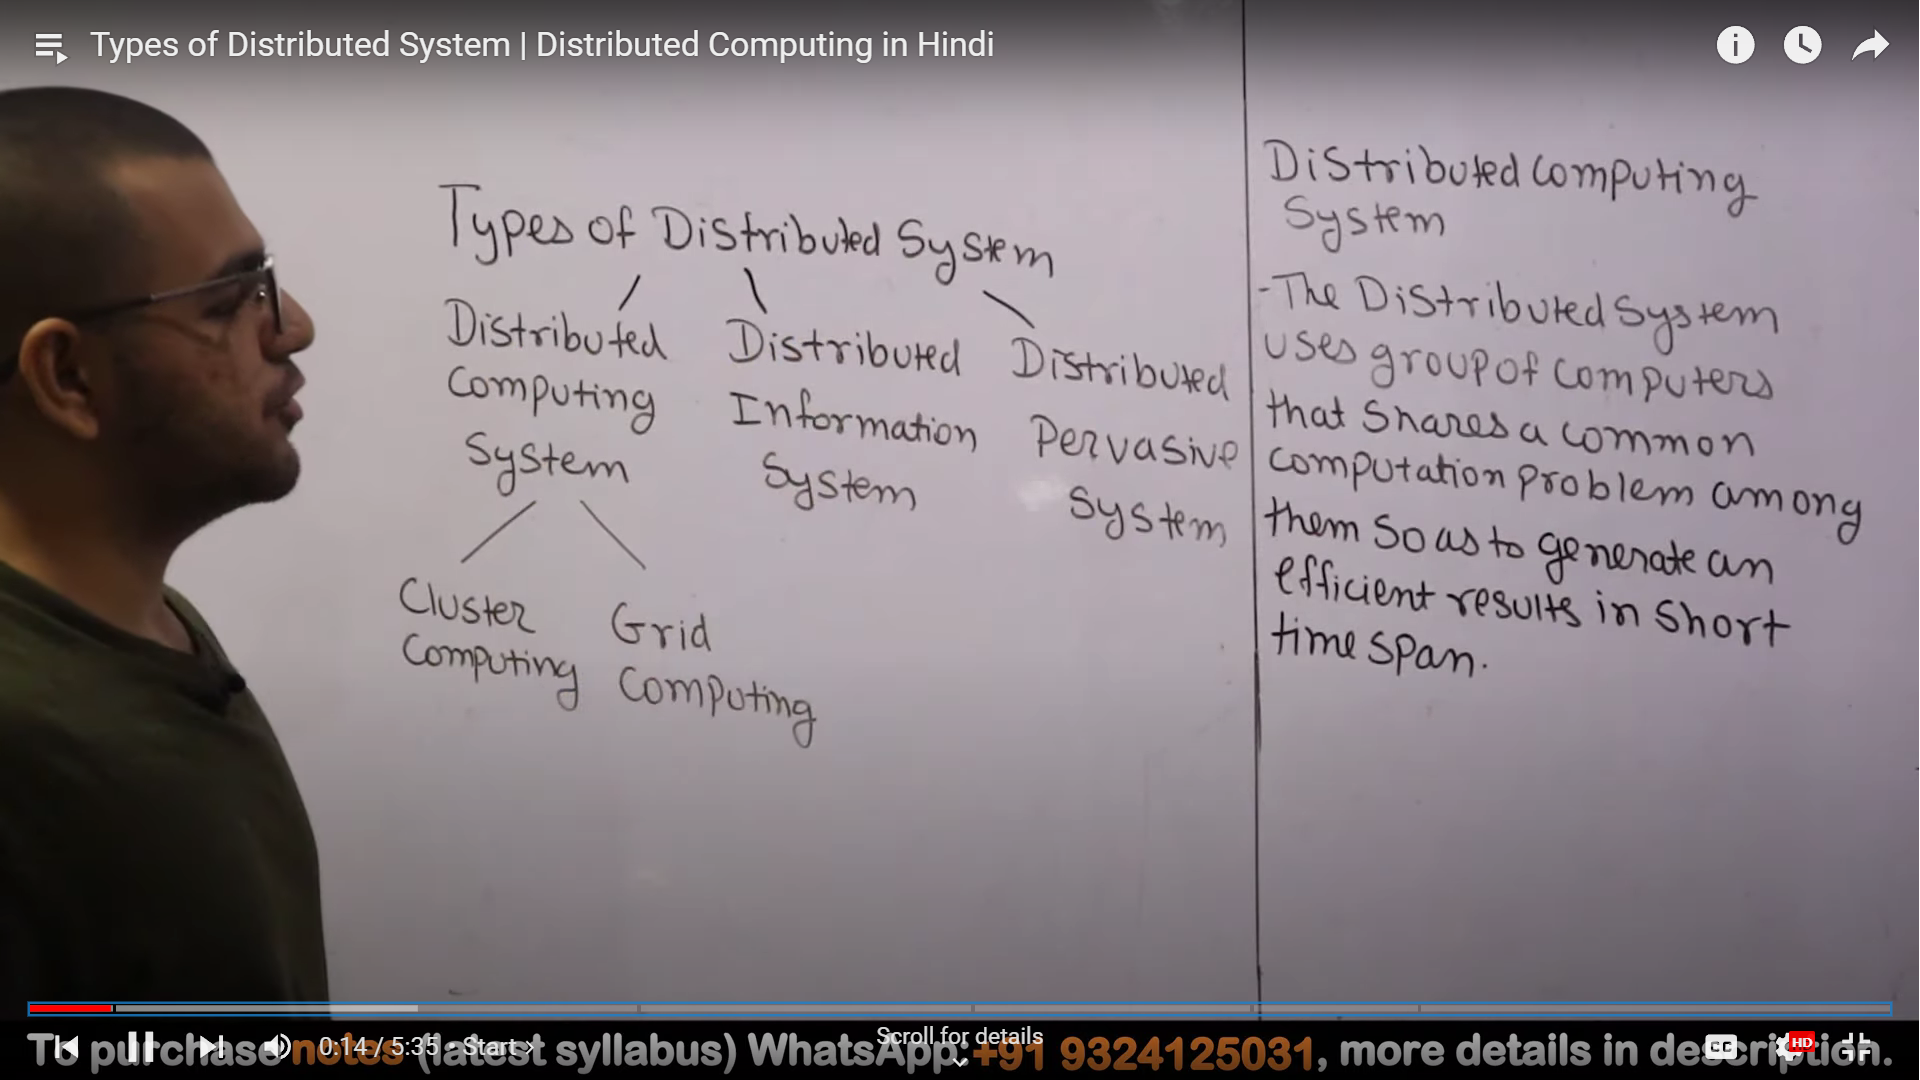 Types of Distributed System | Distributed Computing in Hindi
Types of Distributed System
Distributed
Computing
System
Distributed
Information
System
Distributed
Pervasive
System
Cluster
Computing
Grid
Computing
Distributed Computing
System
- The Distributed System
uses group of computers
that shares a common
computation problem among
them so as to generate an
efficient results in short
time span.
Scroll for details
0:14 / 5:35 • Start >
CC
HD
To purchase notes (latest syllabus) WhatsApp: +91 9324125031, more details in description.